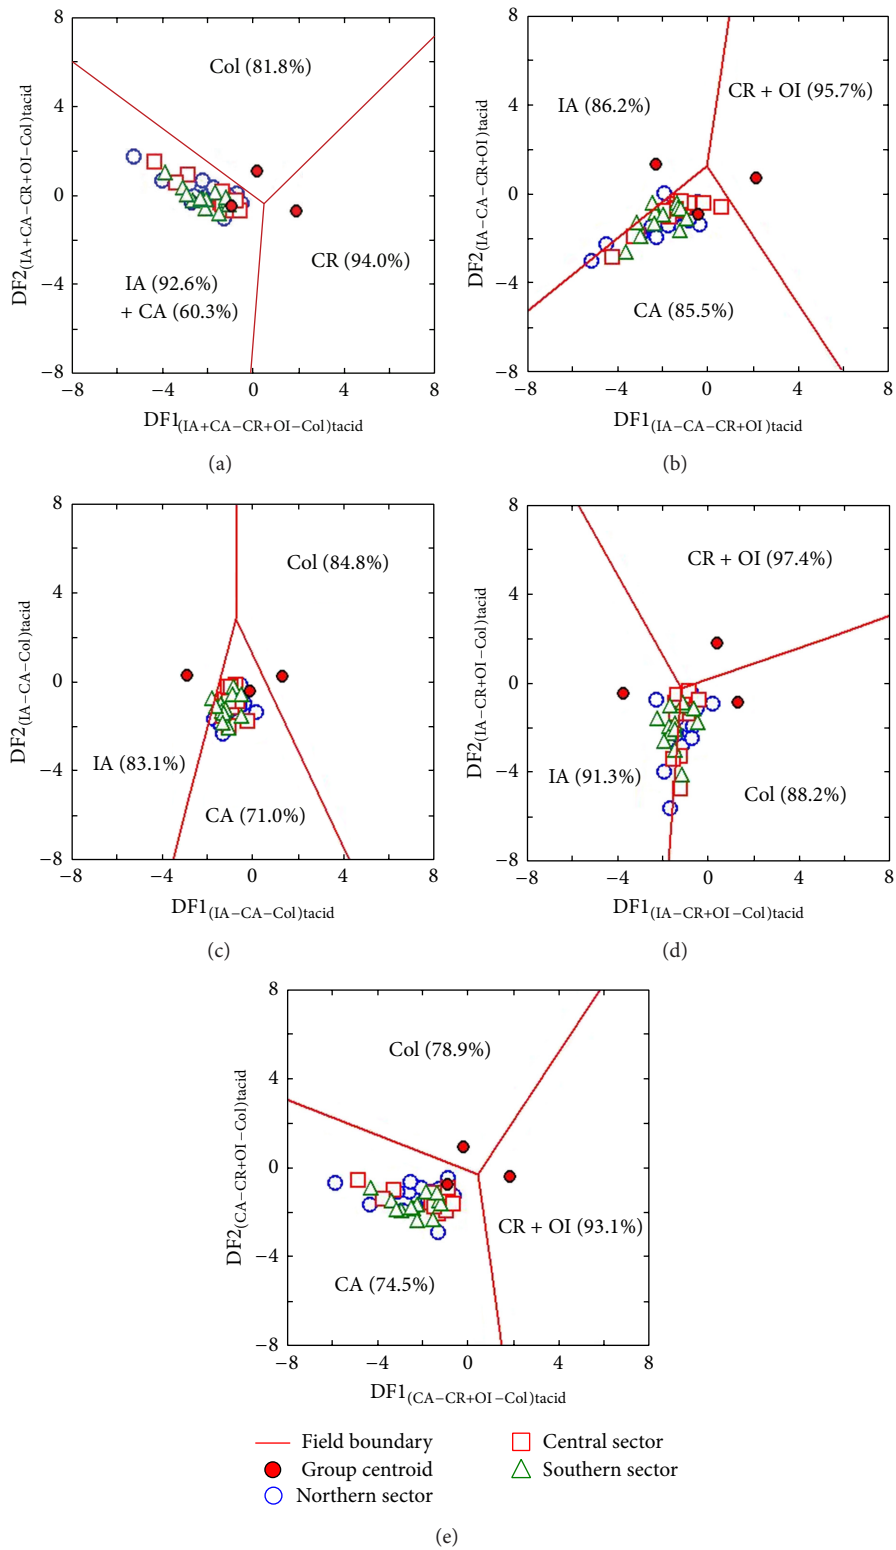 8
4
0
−4
−8
DF2(IA+CA−CR+OI−Col)tacid
Col (81.8%)
CR (94.0%)
IA (92.6%)
+ CA (60.3%)
−8 −4 0 4 8
DF1(IA+CA−CR+OI−Col)tacid
(a)
8
4
0
−4
−8
DF2(IA−CA−CR+OI)tacid
IA (86.2%)
CR + OI (95.7%)
CA (85.5%)
−8 −4 0 4 8
DF1(IA−CA−CR+OI)tacid
(b)
8
4
0
−4
−8
DF2(IA−CA−Col)tacid
Col (84.8%)
IA (83.1%)
CA (71.0%)
−8 −4 0 4 8
DF1(IA−CA−Col)tacid
(c)
8
4
0
−4
−8
DF2(IA−CR+OI−Col)tacid
CR + OI (97.4%)
IA (91.3%)
Col (88.2%)
−8 −4 0 4 8
DF1(IA−CR+OI−Col)tacid
(d)
8
4
0
−4
−8
DF2(CA−CR+OI−Col)tacid
Col (78.9%)
CR + OI (93.1%)
CA (74.5%)
−8 −4 0 4 8
DF1(CA−CR+OI−Col)tacid
Field boundary
Group centroid
Northern sector
Central sector
Southern sector
(e)